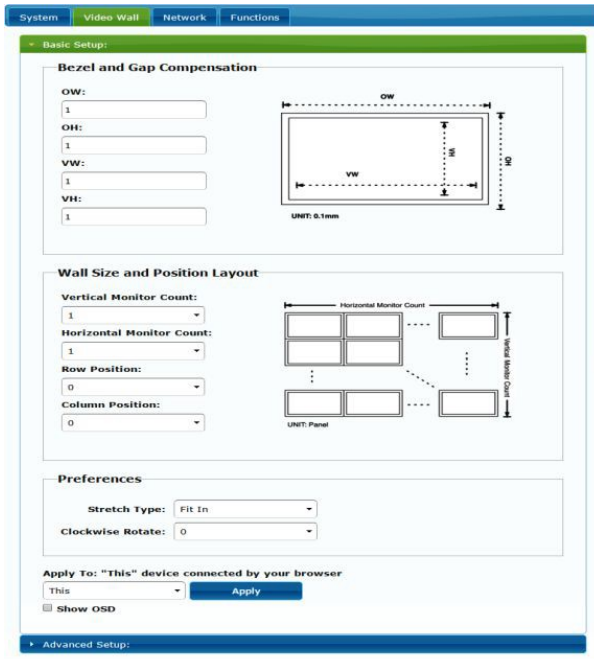 System Video Wall Network Functions
Basic Setup:
Bezel and Gap Compensation
OW:
1
OH:
1
VW:
1
VH:
1
OW
VH
OH
VW
UNIT: 0.1mm
Wall Size and Position Layout
Vertical Monitor Count:
1
Horizontal Monitor Count:
1
Row Position:
0
Column Position:
0
Horizontal Monitor Count
Vertical Monitor Count
UNIT: Panel
Preferences
Stretch Type: Fit In
Clockwise Rotate: 0
Apply To: "This" device connected by your browser
This Apply
Show OSD
Advanced Setup: